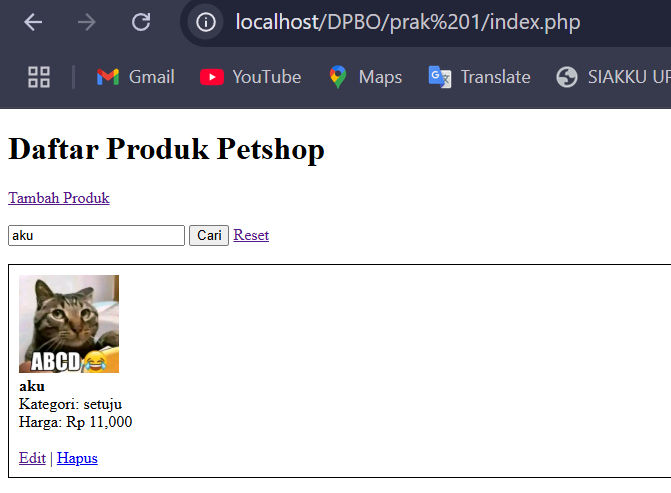 localhost/DPBO/prak%201/index.php
Gmail YouTube Maps Translate SIAKKU UP
Daftar Produk Petshop
Tambah Produk
aku Cari Reset
ABCD😂
aku
Kategori: setuju
Harga: Rp 11,000
Edit | Hapus